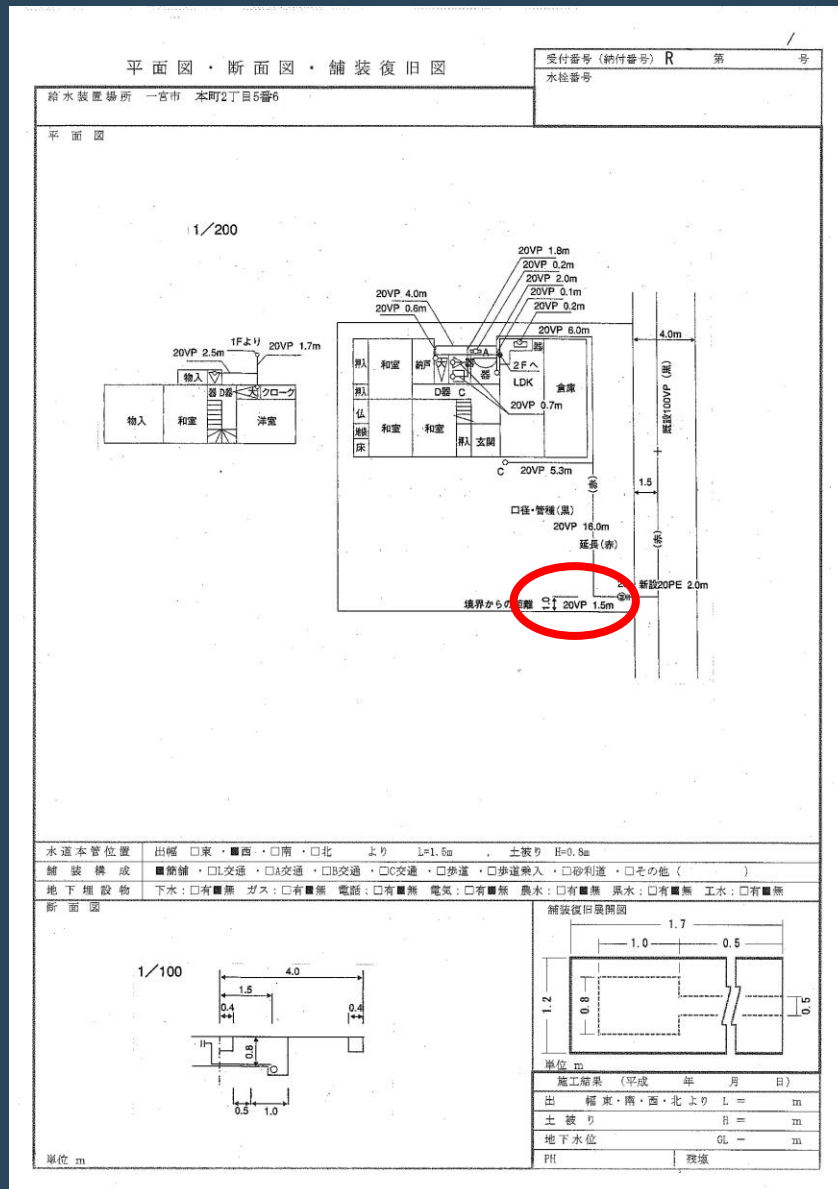 /
平面図・断面図・舗装復旧図
受付番号（納付番号）R 第 号
水栓番号
給水装置場所 一宮市 本町2丁目5番6
平面図
1/200
20VP 1.8m
20VP 0.2m
20VP 2.0m
20VP 0.1m
20VP 0.2m
20VP 4.0m
20VP 0.6m
20VP 6.0m
4.0m
1Fより 20VP 1.7m
20VP 2.5m
物入
器 D器 大 クローク
物入 和室 洋室
押入 和室 納戸 大 器 A 器
器 2Fへ
LDK 倉庫
押入 D器 C
20VP 0.7m
仏
地袋 和室 和室
床 押入 玄関
C 20VP 5.3m
既設100VP（黒）
(赤)
1.5
口径・管種(黒)
20VP 16.0m
延長(赤)
(赤)
新設20PE 2.0m
境界からの距離 1.0 20VP 1.5m
水道本管位置 出幅 □東・■西・□南・□北 より L=1.5m ，土被り H=0.8m
舗装構成 ■簡舗・□L交通・□A交通・□B交通・□C交通・□歩道・□歩道乗入・□砂利道・□その他（ ）
地下埋設物 下水：□有■無 ガス：□有■無 電話：□有■無 電気：□有■無 農水：□有■無 県水：□有■無 工水：□有■無
断面図
1/100
4.0
1.5
0.4 0.4
0.8
0.5 1.0
単位 m
舗装復旧展開図
1.7
1.0 0.5
1.2 0.8 0.5
単位 m
施工結果（平成 年 月 日）
出幅 東・南・西・北より L = m
土被り H = m
地下水位 GL － m
PH 残塩